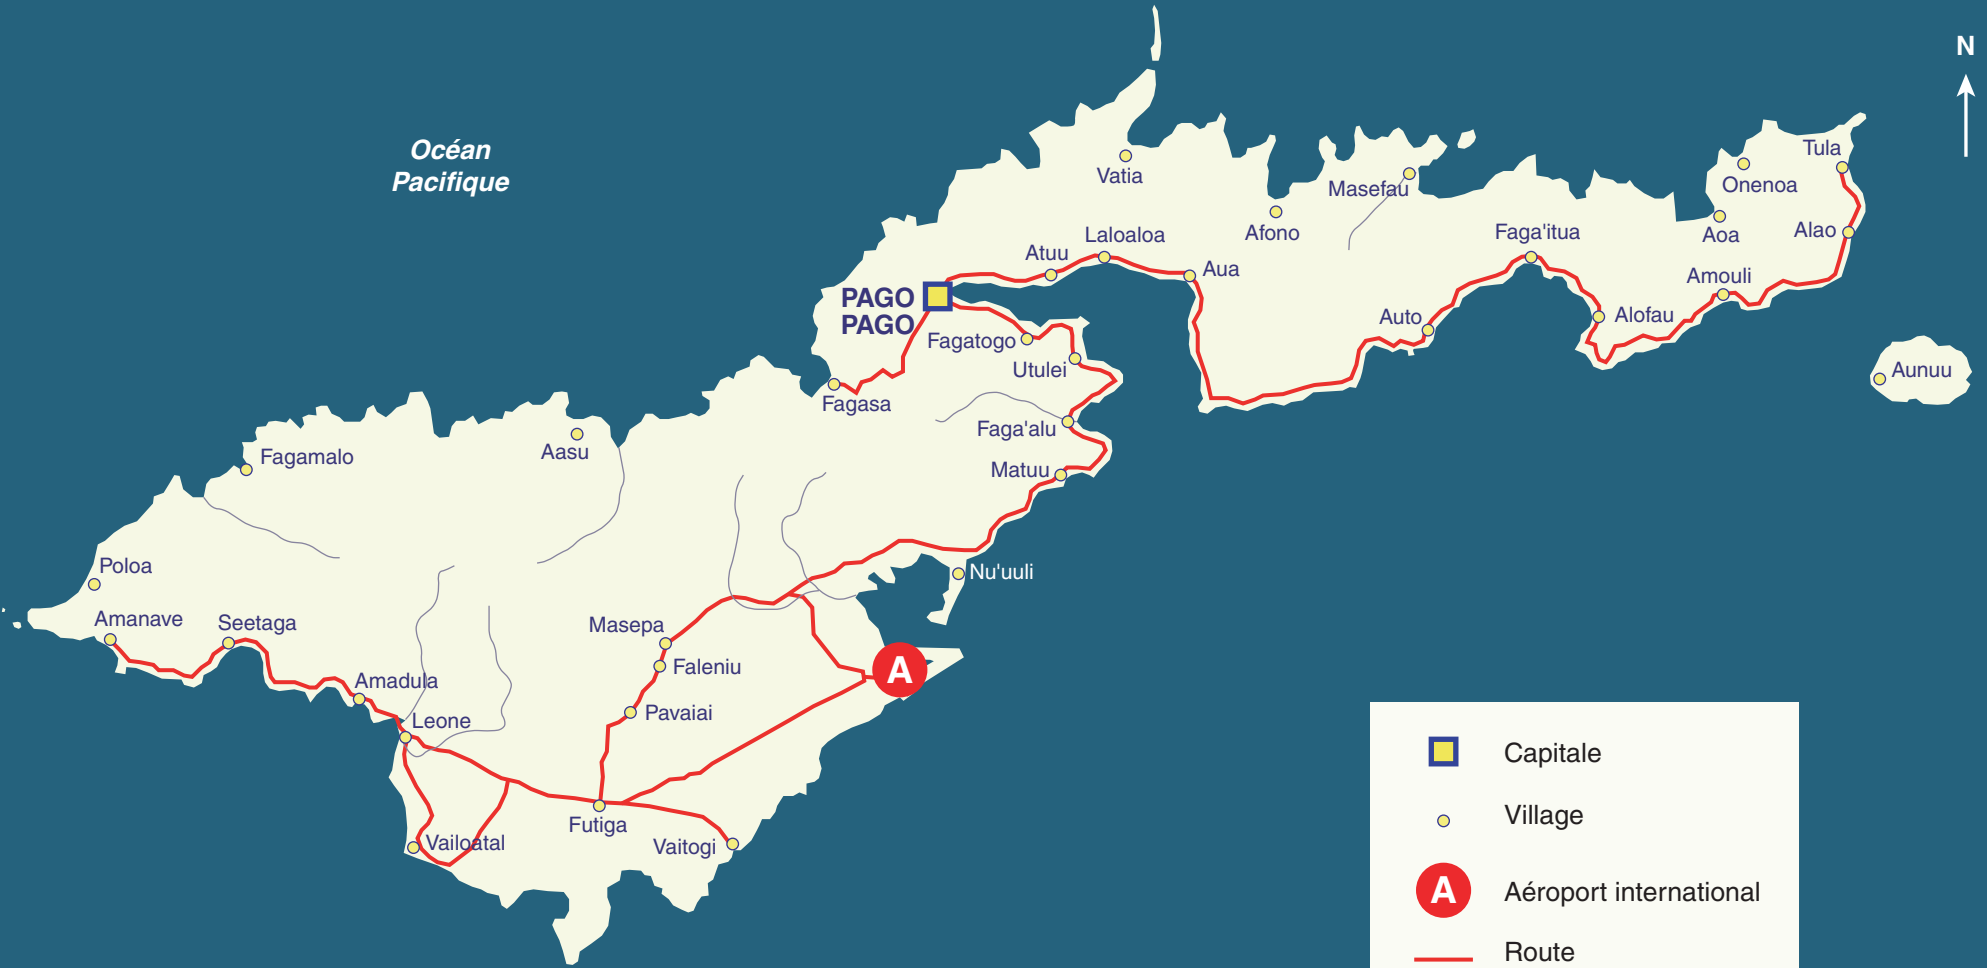 N
Océan
Pacifique
Tula
Vatia
Masefau
Onenoa
Afono
Laloaloa
Faga'itua
Aoa
Alao
Atuu
Aua
Amouli
PAGO
PAGO
Auto
Alofau
Fagatogo
Utulei
Aunuu
Fagasa
Faga'alu
Aasu
Fagamalo
Matuu
Poloa
Nu'uuli
Amanave
Seetaga
Masepa
Faleniu
A
Amadula
Leone
Pavaiai
Futiga
Vailoatal
Vaitogi
Capitale
Village
A
Aéroport international
Route